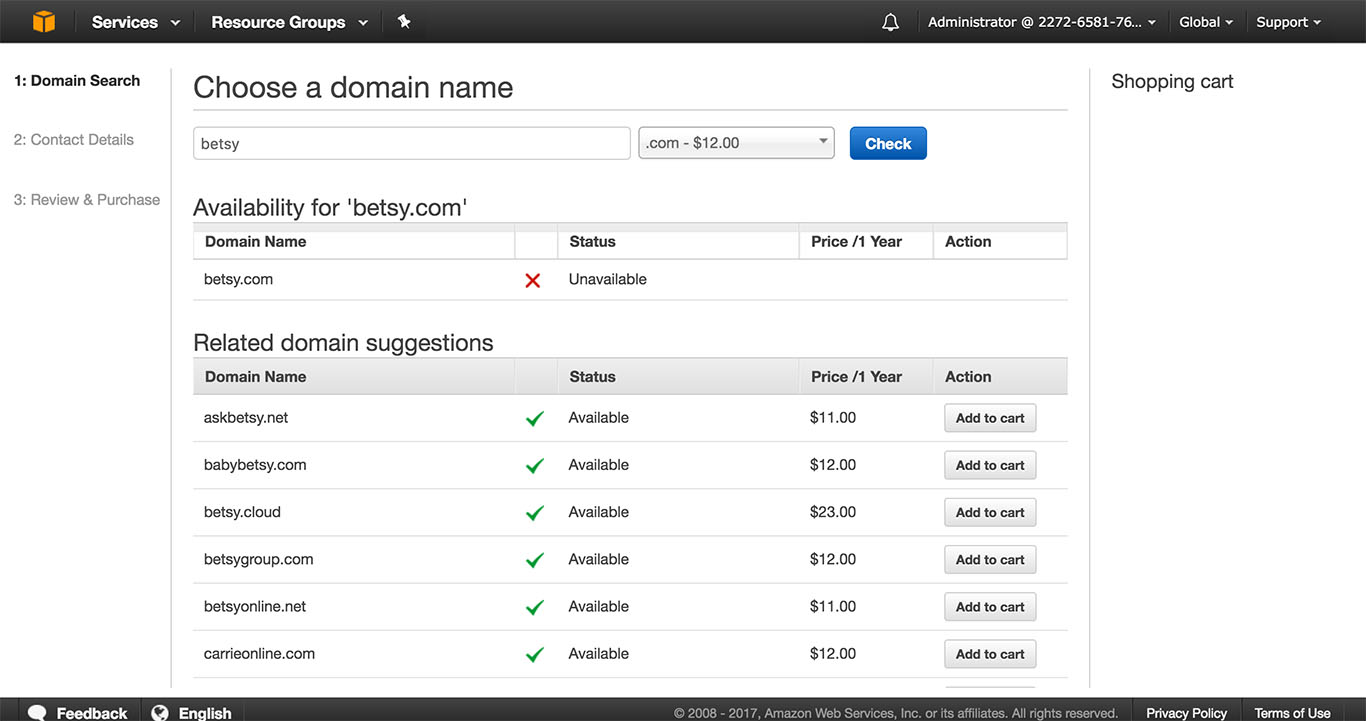 Services Resource Groups Administrator @ 2272-6581-76... Global Support
1: Domain Search
2: Contact Details
3: Review & Purchase
Choose a domain name
betsy .com - $12.00 Check
Availability for 'betsy.com'
Domain Name Status Price /1 Year Action
betsy.com Unavailable
Related domain suggestions
Domain Name Status Price /1 Year Action
askbetsy.net Available $11.00 Add to cart
babybetsy.com Available $12.00 Add to cart
betsy.cloud Available $23.00 Add to cart
betsygroup.com Available $12.00 Add to cart
betsyonline.net Available $11.00 Add to cart
carrieonline.com Available $12.00 Add to cart
Shopping cart
Feedback English © 2008 - 2017, Amazon Web Services, Inc. or its affiliates. All rights reserved. Privacy Policy Terms of Use